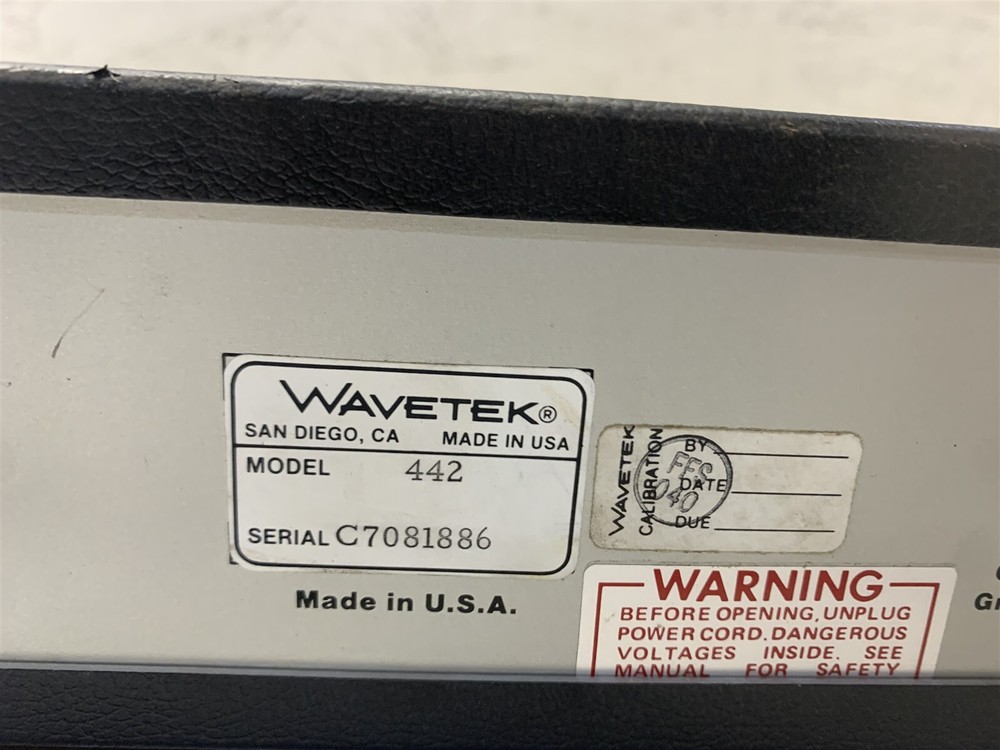 WAVETEK®
SAN DIEGO, CA MADE IN USA
MODEL 442
SERIAL C7081886
Made in U.S.A.
WAVETEK
CALIBRATION
BY
DATE
DUE
FES
040
WARNING
BEFORE OPENING, UNPLUG
POWER CORD. DANGEROUS
VOLTAGES INSIDE. SEE
MANUAL FOR SAFETY